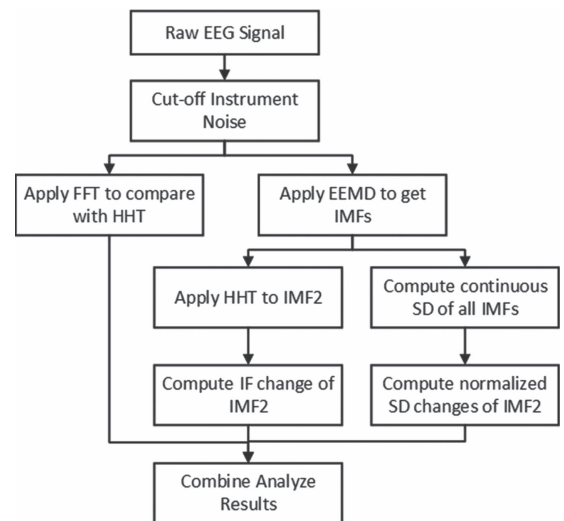 Raw EEG Signal
Cut-off Instrument
Noise
Apply FFT to compare
with HHT
Apply EEMD to get
IMFs
Apply HHT to IMF2
Compute continuous
SD of all IMFs
Compute IF change of
IMF2
Compute normalized
SD changes of IMF2
Combine Analyze
Results